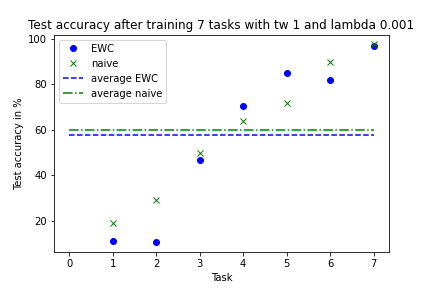 Test accuracy after training 7 tasks with tw 1 and lambda 0.001
100
80
60
40
20
Test accuracy in %
EWC
naive
average EWC
average naive
0 1 2 3 4 5 6 7
Task